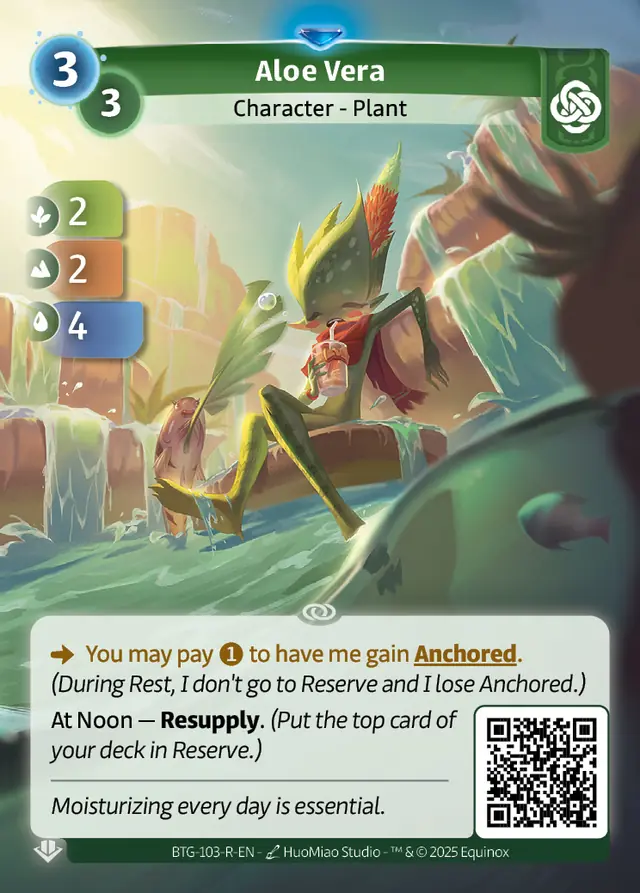 3
3
Aloe Vera
Character - Plant
2
2
4
You may pay 1 to have me gain Anchored.
(During Rest, I don't go to Reserve and I lose Anchored.)
At Noon — Resupply. (Put the top card of
your deck in Reserve.)
Moisturizing every day is essential.
BTG-103-R-EN - HuoMiao Studio - ™ & © 2025 Equinox